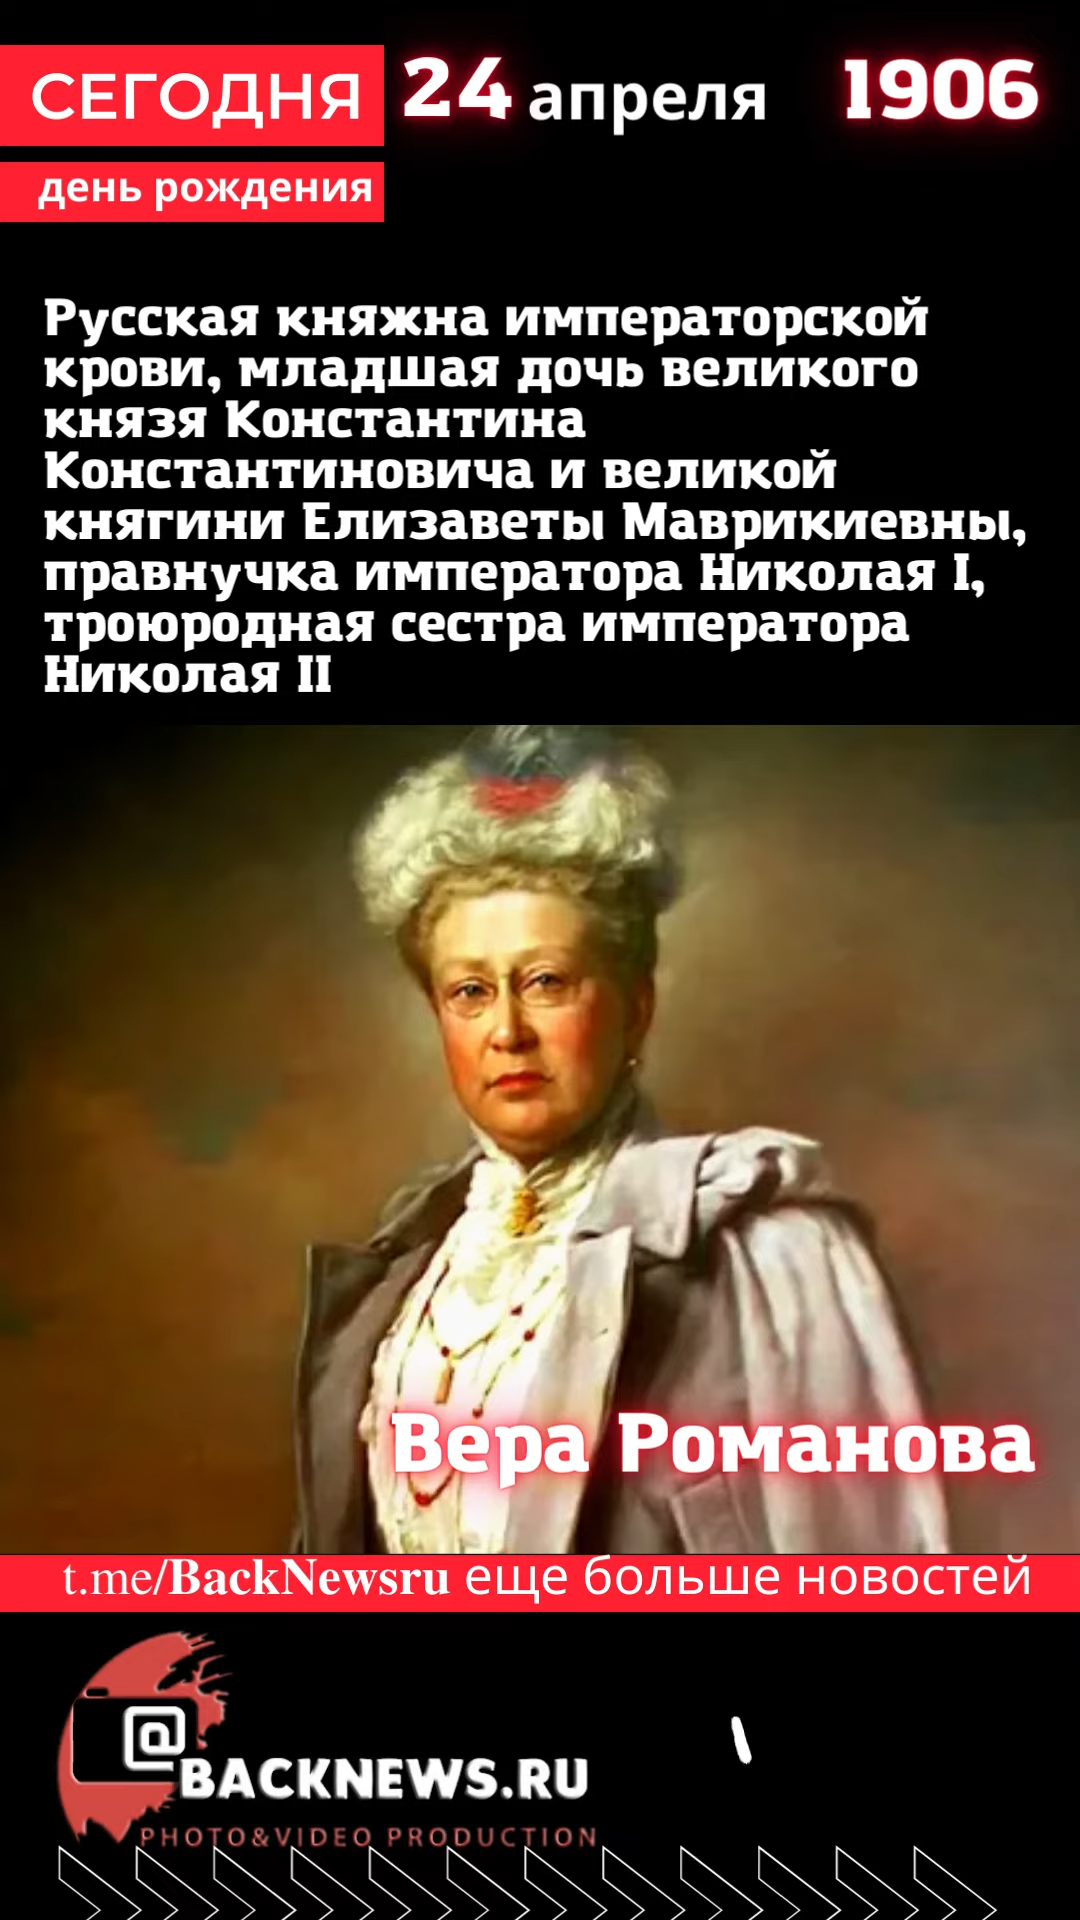 СЕГОДНЯ 24 апреля 1906
день рождения
Русская княжна императорской
крови, младшая дочь великого
князя Константина
Константиновича и великой
княгини Елизаветы Маврикиевны,
правнучка императора Николая I,
троюродная сестра императора
Николая II
Вера Романова
t.me/BackNewsru еще больше новостей
@
BACKNEWS.RU
PHOTO&VIDEO PRODUCTION